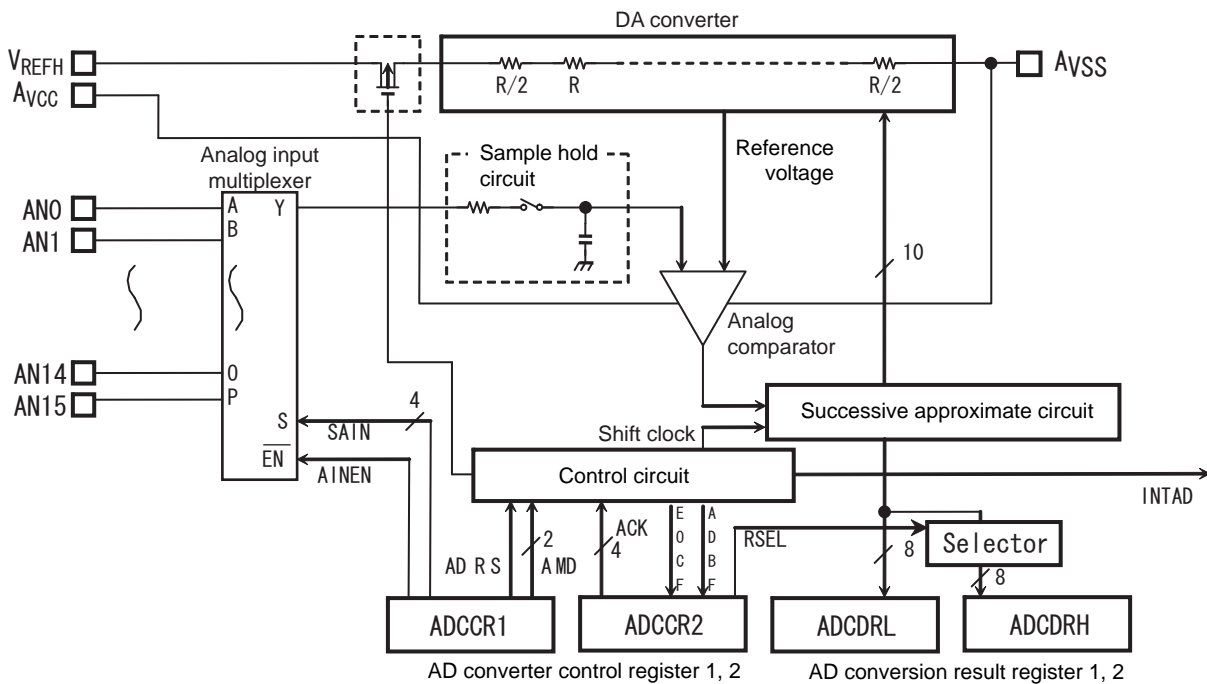 DA converter
VREFH
AVCC
AVSS
R/2
R
R/2
Analog input
multiplexer
Sample hold
circuit
Reference
voltage
AN0
AN1
A
B
Y
10
Analog
comparator
AN14
AN15
O
P
S
EN
4
SAIN
AINEN
Successive approximate circuit
Shift clock
Control circuit
INTAD
ADRS
2
AMD
ACK
4
EOCF
ADBF
RSEL
Selector
8
8
ADCCR1
ADCCR2
ADCDRL
ADCDRH
AD converter control register 1, 2
AD conversion result register 1, 2